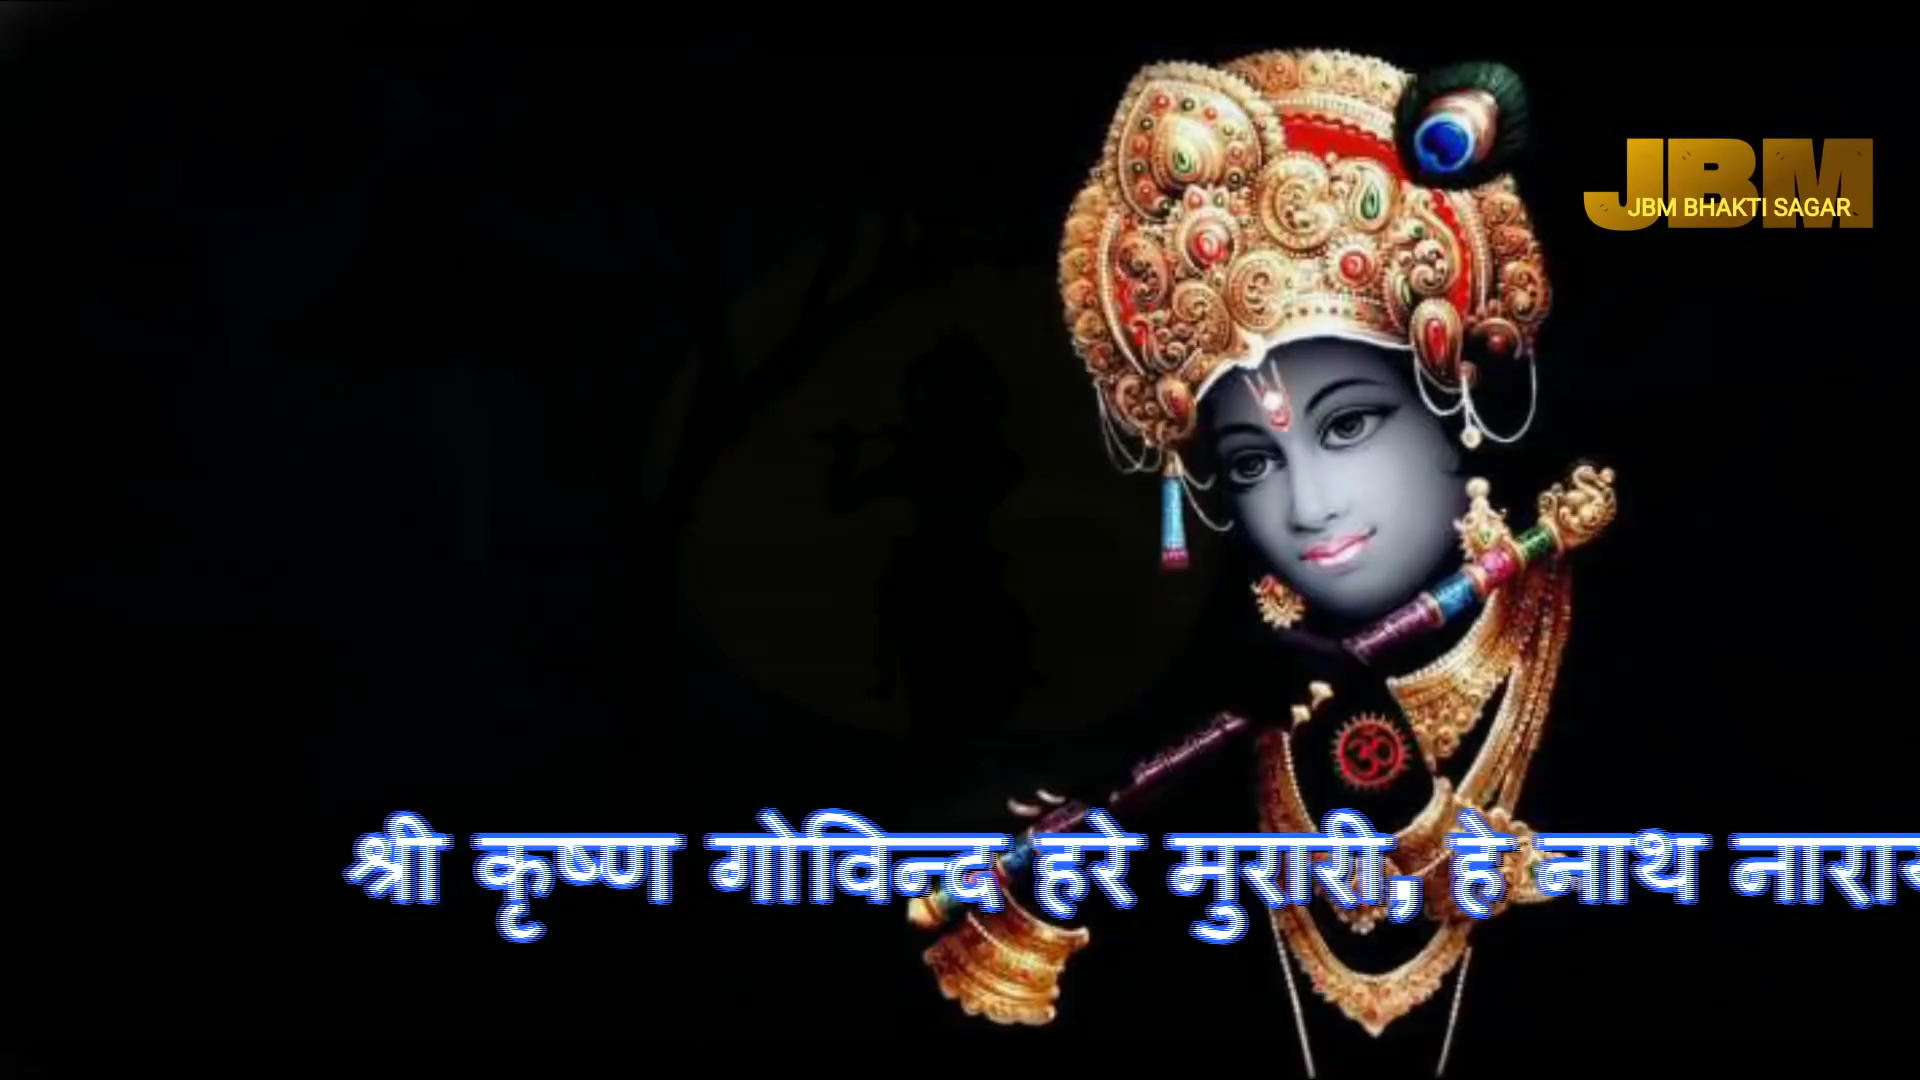 JBM
JBM BHAKTI SAGAR
ॐ
श्री कृष्ण गोविन्द हरे मुरारी, हे नाथ